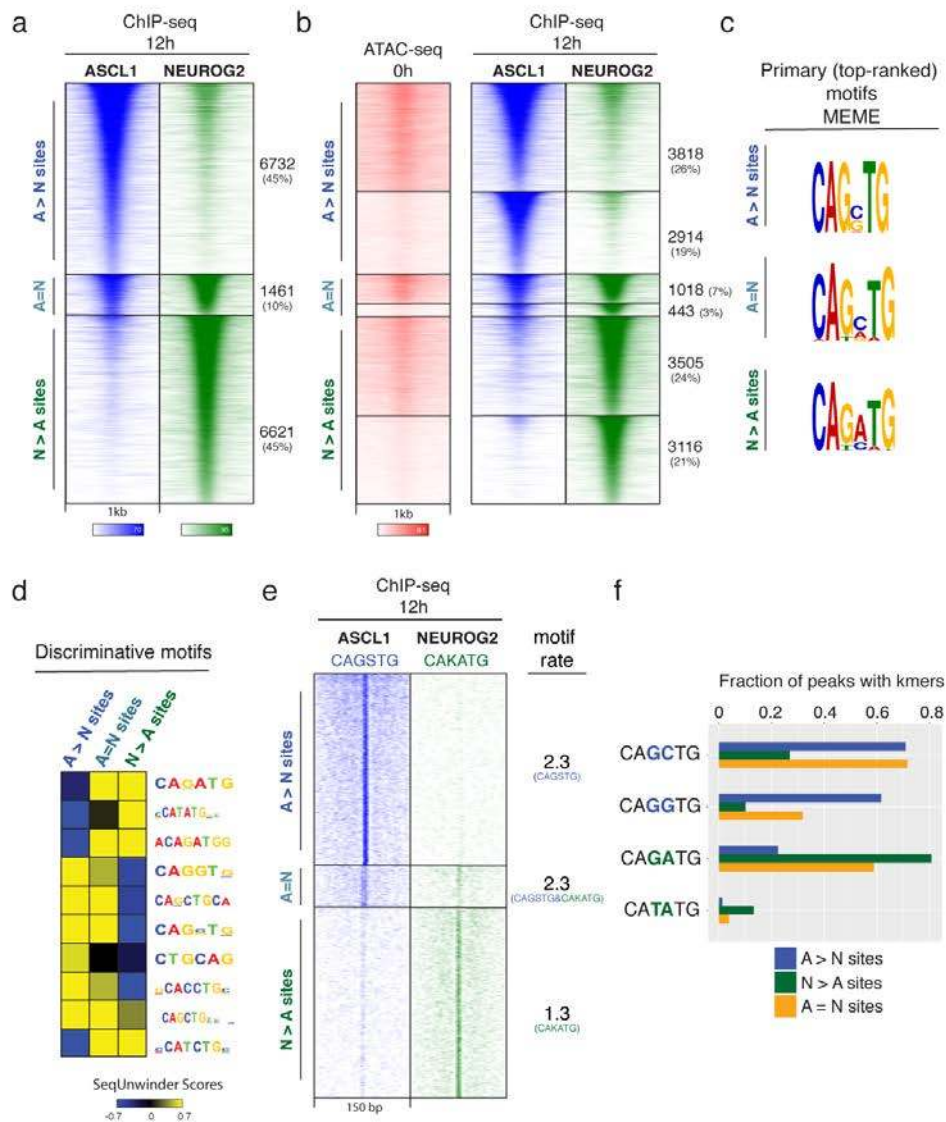 a
ChIP-seq
12h
ASCL1 NEUROG2
A > N sites
A=N
N > A sites
6732
(45%)
1461
(10%)
6621
(45%)
1kb
70
95
b
ATAC-seq
0h
ChIP-seq
12h
ASCL1 NEUROG2
A > N sites
A=N
N > A sites
3818
(26%)
2914
(19%)
1018 (7%)
443 (3%)
3505
(24%)
3116
(21%)
1kb
c
Primary (top-ranked)
motifs
MEME
A > N sites
A=N
N > A sites
d
Discriminative motifs
A > N sites
A=N sites
N > A sites
CAGATG
CATATG
ACAGATGG
CAGGT
CAGCTGCA
CTGCAG
CACCTG
CAGCTG
CATCTG
SeqUnwinder Scores
-0.7 0. 0.7
e
ChIP-seq
12h
ASCL1 NEUROG2
CAGSTG CAKATG
motif
rate
A > N sites
A=N
N > A sites
2.3
(CAGSTG)
2.3
(CAGSTG&CAKATG)
1.3
(CAKATG)
150 bp
f
Fraction of peaks with kmers
0 0.2 0.4 0.6 0.8
CAGCTG
CAGGTG
CAGATG
CATATG
A > N sites
N > A sites
A = N sites